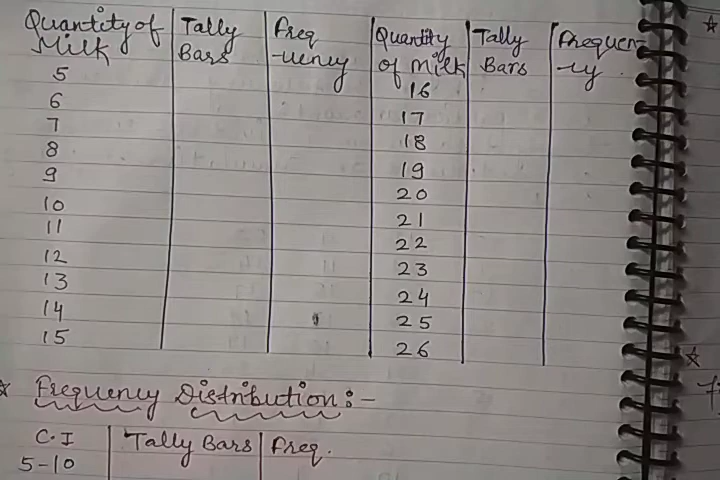 Quantity of Milk | Tally Bars | Freq -uency | Quantity of Milk | Tally Bars | Frequen -cy.
5 | | | 16
6 | | | 17
7 | | | 18
8 | | | 19
9 | | | 20
10 | | | 21
11 | | | 22
12 | | | 23
13 | | | 24
14 | | | 25
15 | | | 26
Frequency Distribution :-
C.I | Tally Bars | Freq.
5-10